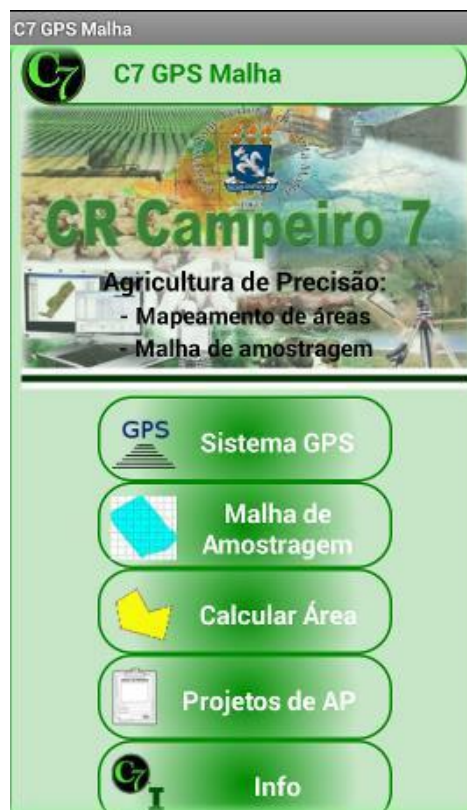 C7 GPS Malha
C7
C7 GPS Malha
CR Campeiro 7
Agricultura de Precisão:
- Mapeamento de áreas
- Malha de amostragem
GPS
Sistema GPS
Malha de
Amostragem
Calcular Área
Projetos de AP
C7
I
Info